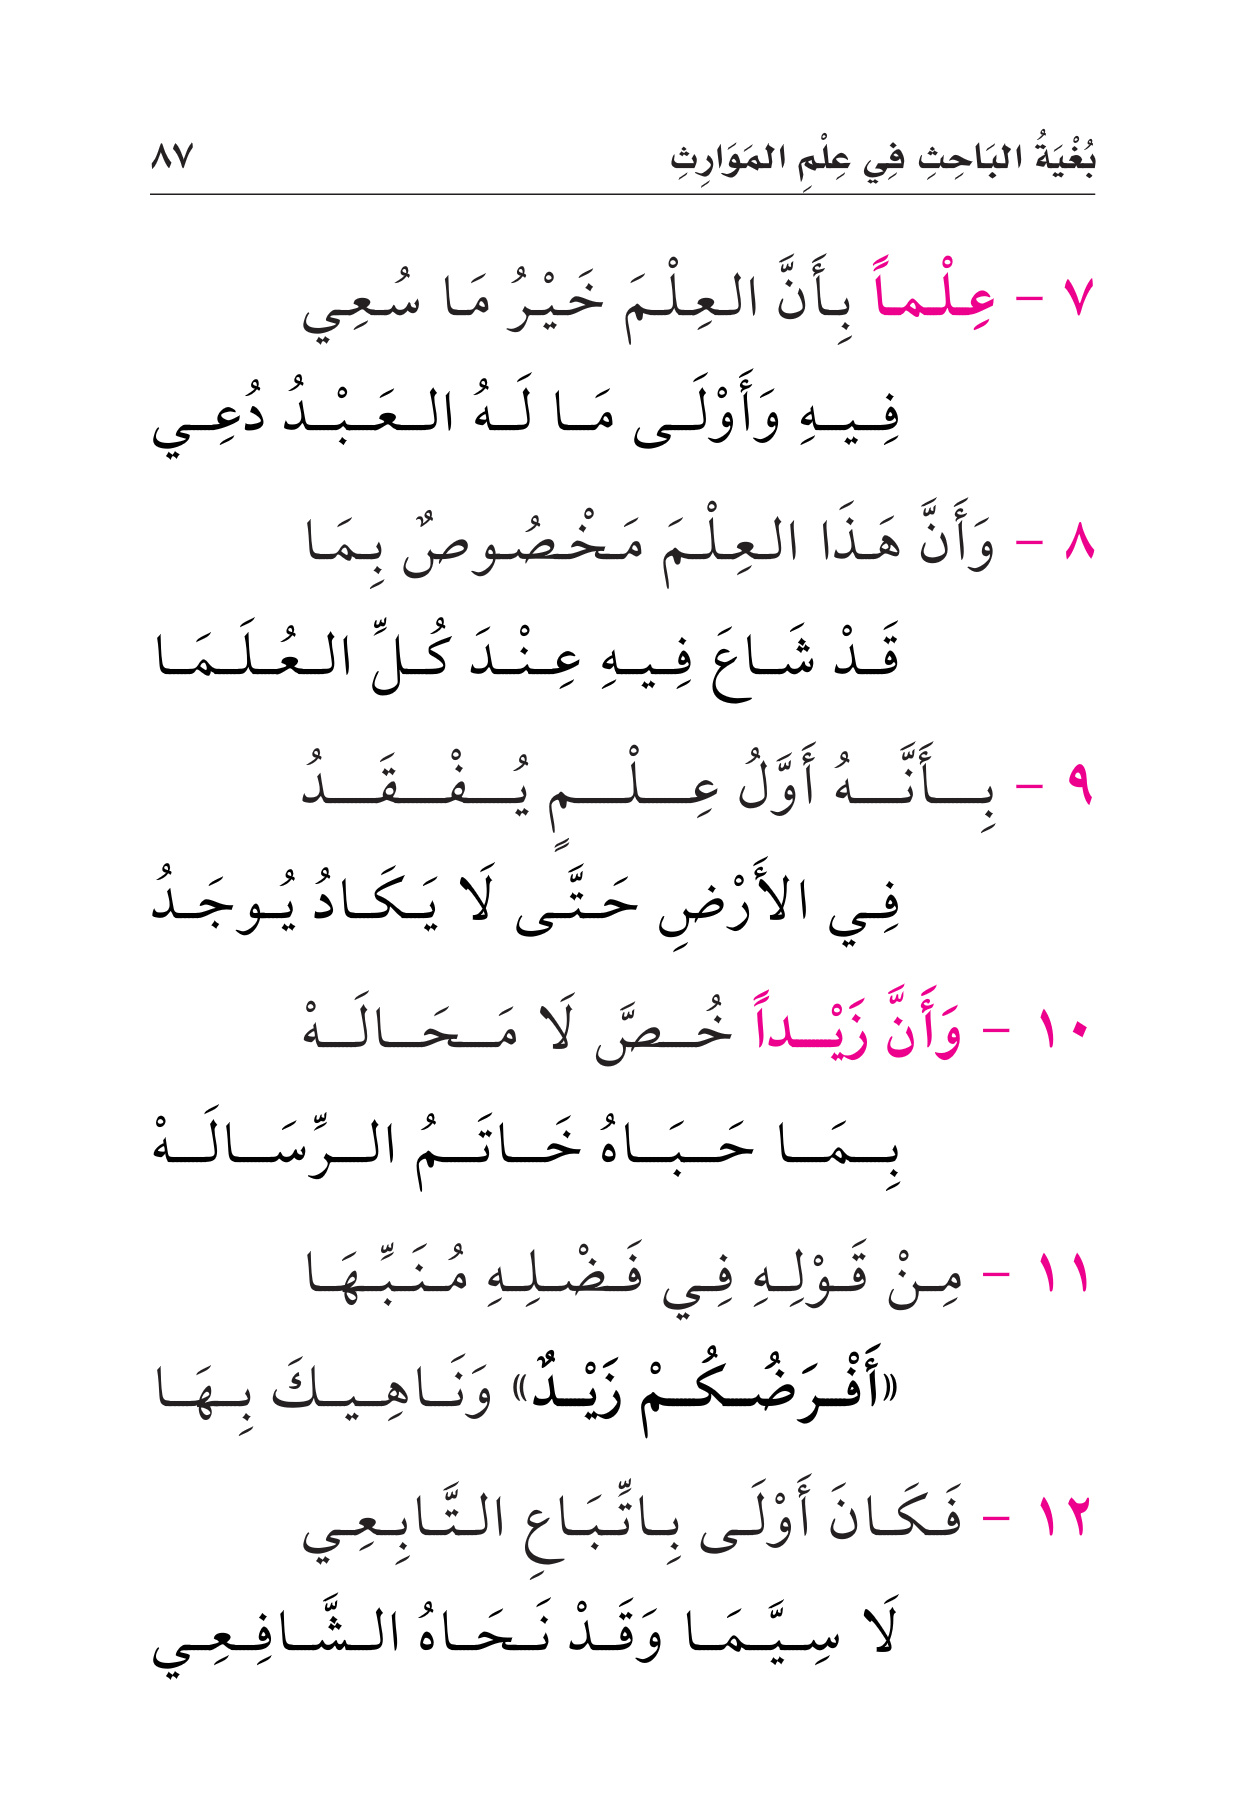 بُغْيَةُ البَاحِثِ فِي عِلْمِ المَوَارِثِ ٨٧
٧ - عِلْماً بِأَنَّ العِلْمَ خَيْرُ مَا سُعِي
فِيهِ وَأَوْلَى مَا لَهُ العَبْدُ دُعِي
٨ - وَأَنَّ هَذَا العِلْمَ مَخْصُوصٌ بِمَا
قَدْ شَاعَ فِيهِ عِنْدَ كُلِّ العُلَمَا
٩ - بِأَنَّهُ أَوَّلُ عِلْمٍ يُفْقَدُ
فِي الأَرْضِ حَتَّى لَا يَكَادُ يُوجَدُ
١٠ - وَأَنَّ زَيْداً خُصَّ لَا مَحَالَهْ
بِمَا حَبَاهُ خَاتَمُ الرِّسَالَهْ
١١ - مِنْ قَوْلِهِ فِي فَضْلِهِ مُنَبِّهَا
«أَفْرَضُكُمْ زَيْدٌ» وَنَاهِيكَ بِهَا
١٢ - فَكَانَ أَوْلَى بِاتِّبَاعِ التَّابِعِي
لَا سِيَّمَا وَقَدْ نَحَاهُ الشَّافِعِي